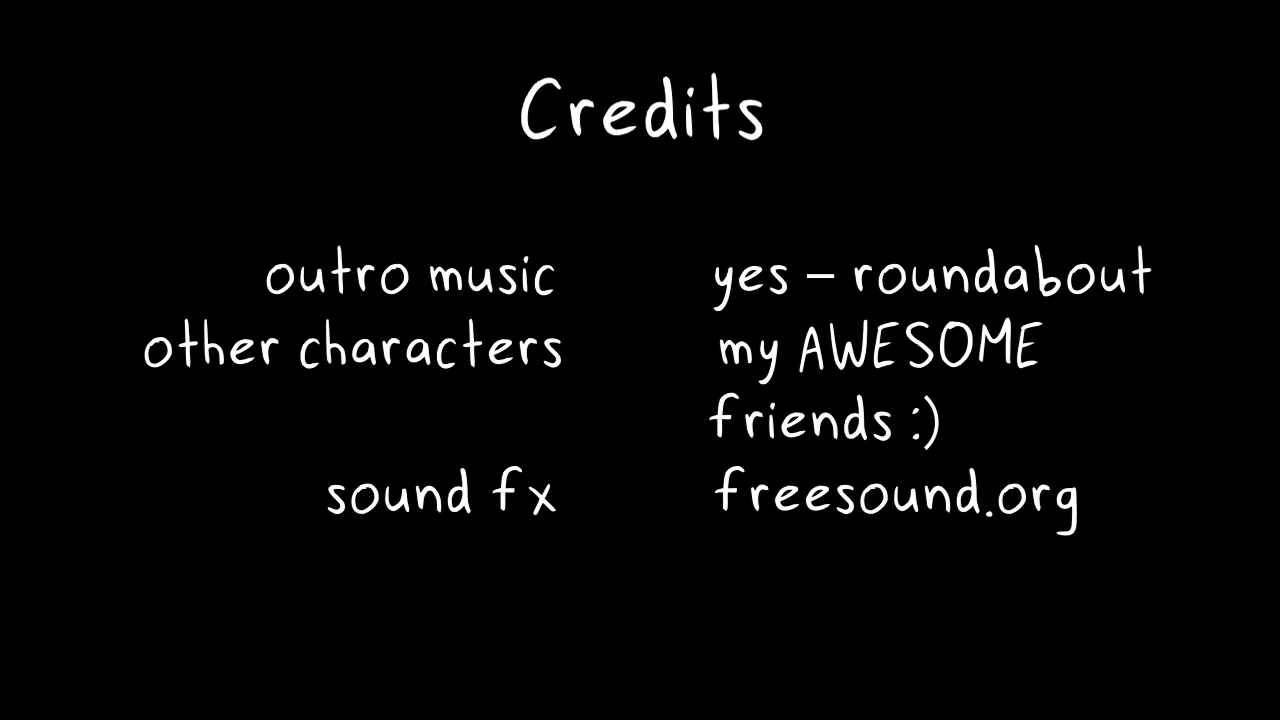 Credits
outro music yes – roundabout
other characters my AWESOME
friends :)
sound fx freesound.org